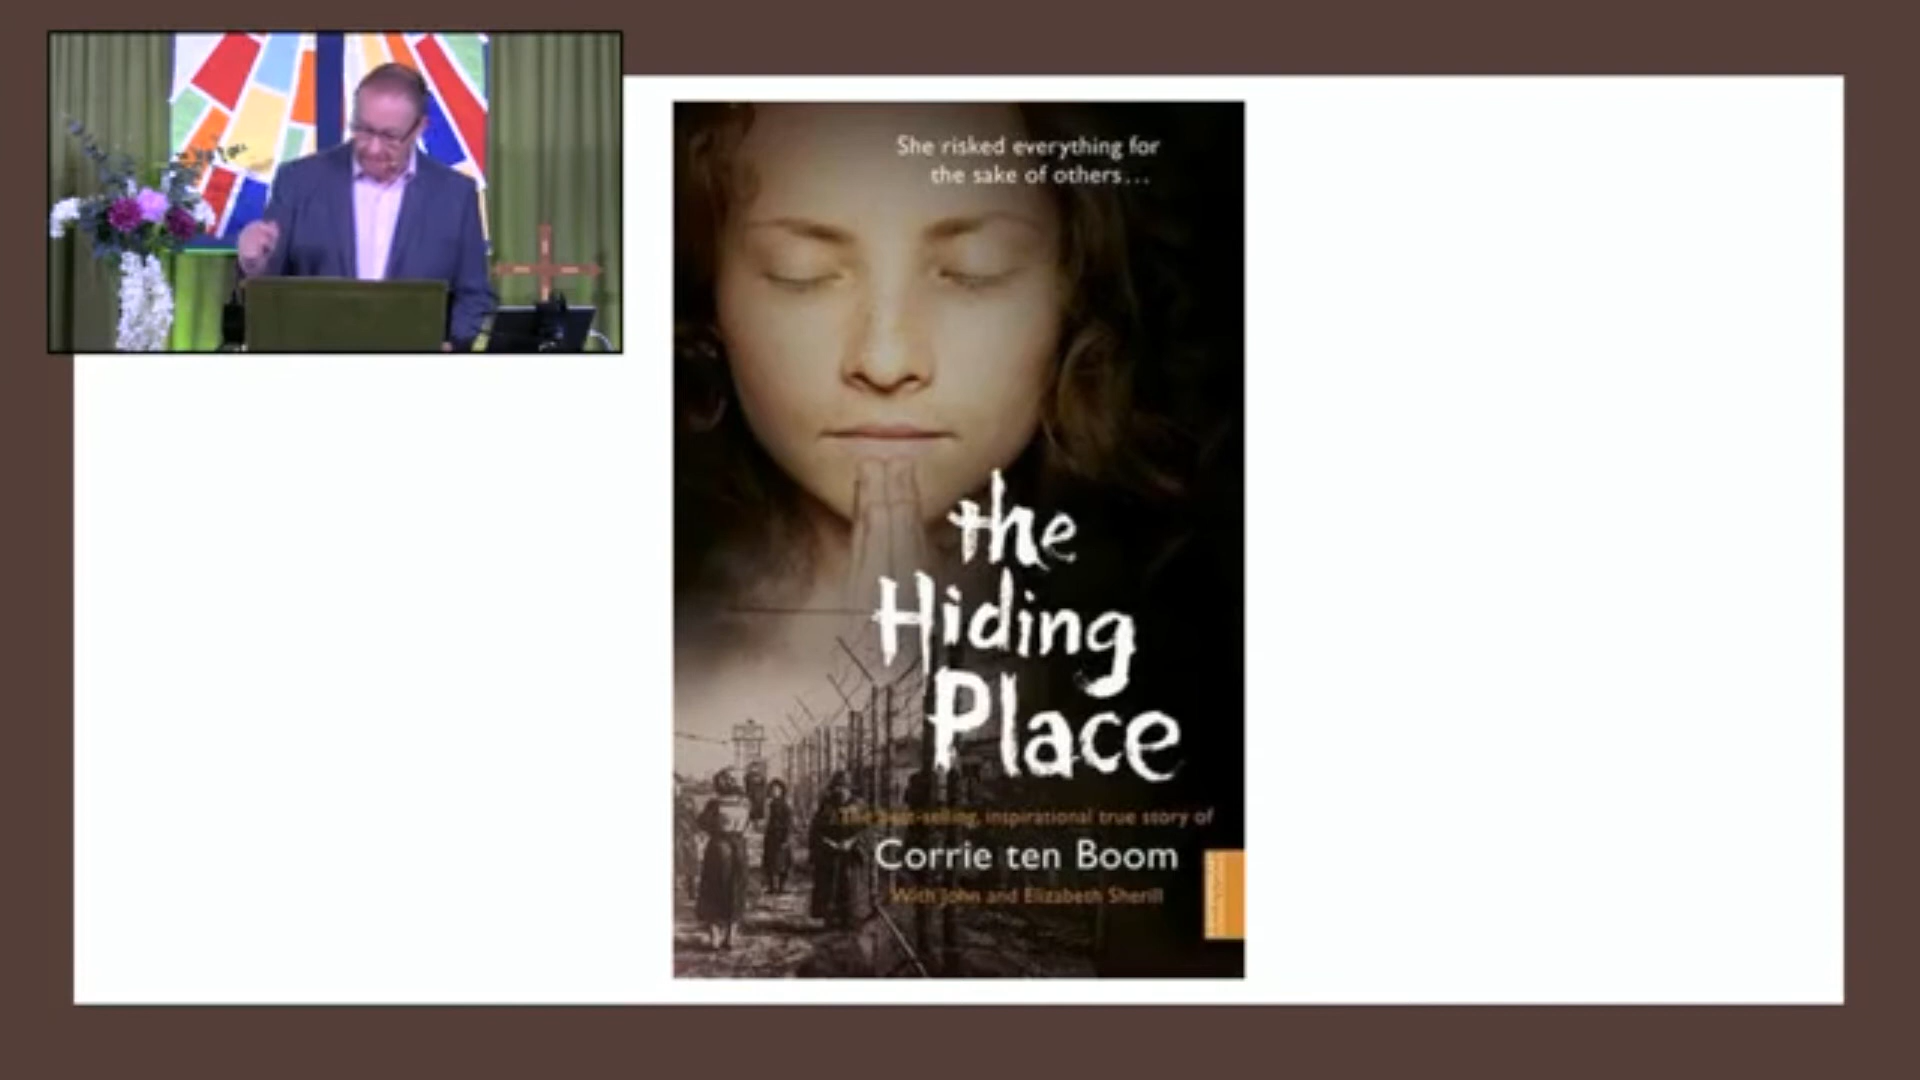 She risked everything for
the sake of others...
the
Hiding
Place
The best-selling, inspirational true story of
Corrie ten Boom
With John and Elizabeth Sherill